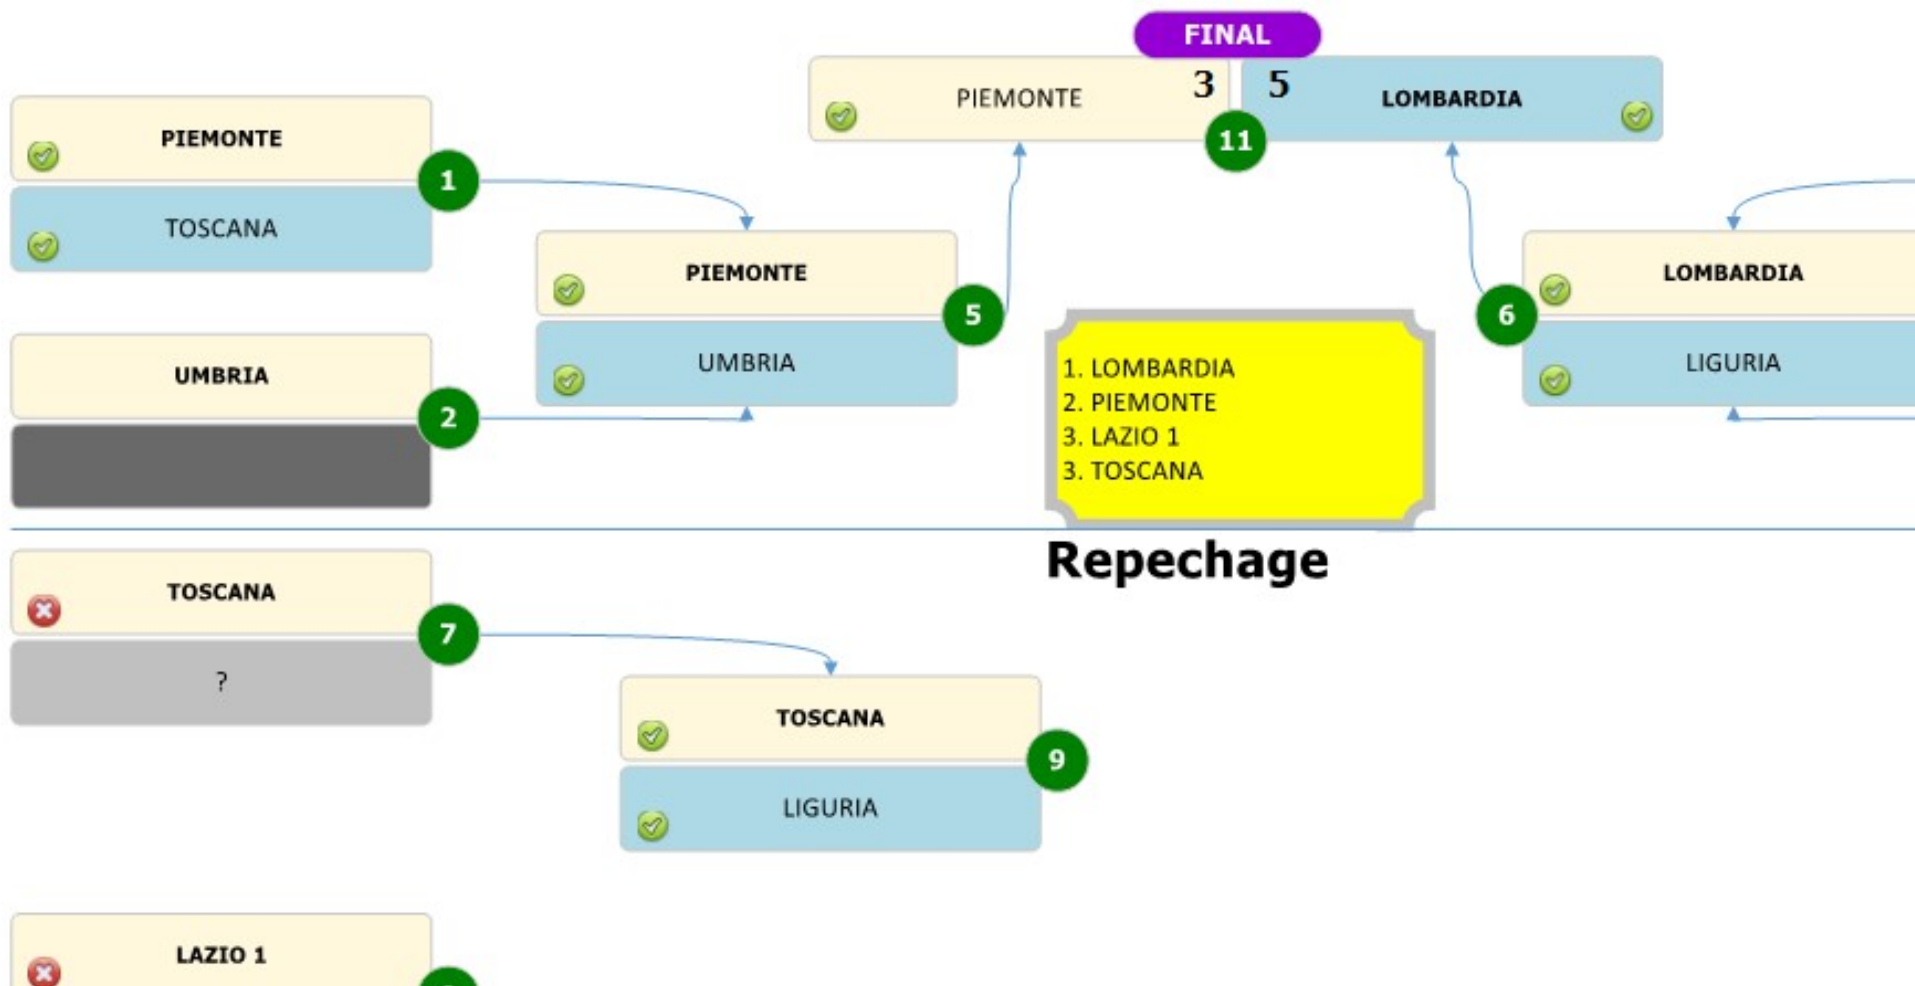 FINAL
PIEMONTE 3
5 LOMBARDIA
11
PIEMONTE
1
TOSCANA
PIEMONTE
5
UMBRIA
6
LOMBARDIA
LIGURIA
UMBRIA
2
1. LOMBARDIA
2. PIEMONTE
3. LAZIO 1
3. TOSCANA
Repechage
TOSCANA
7
?
TOSCANA
9
LIGURIA
LAZIO 1